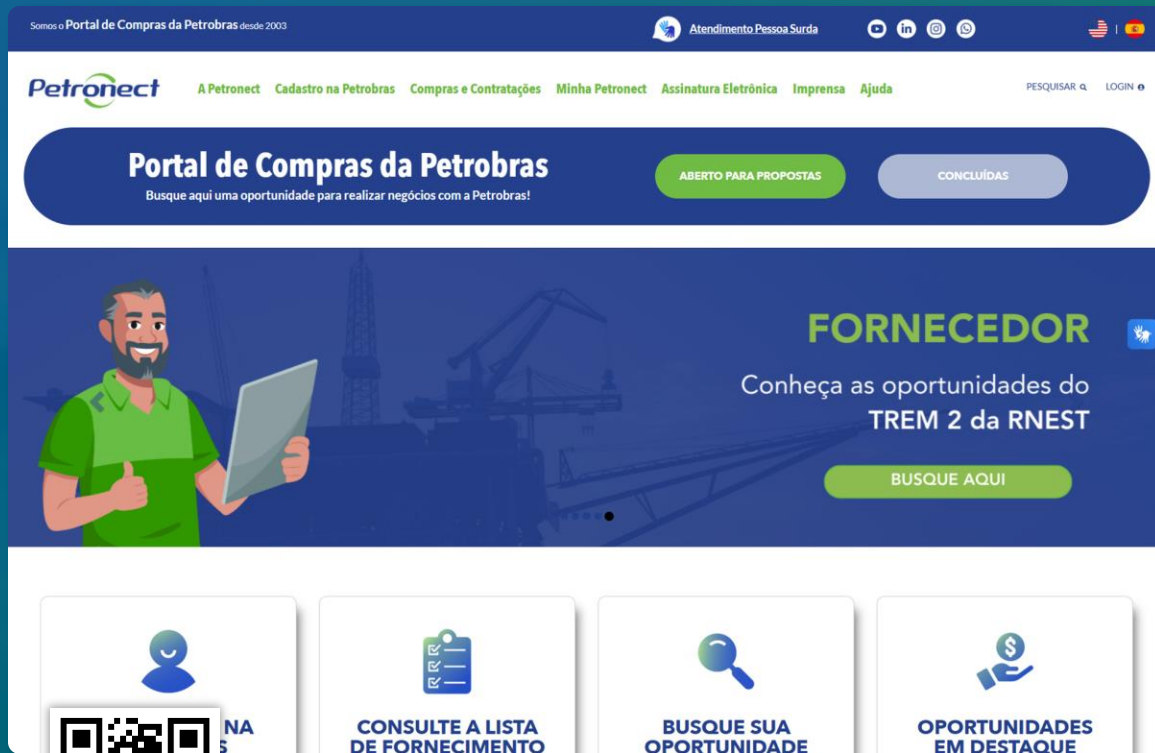 Somos o Portal de Compras da Petrobras desde 2003
Atendimento Pessoa Surda
Petronect
A Petronect Cadastro na Petrobras Compras e Contratações Minha Petronect Assinatura Eletrônica Imprensa Ajuda
PESQUISAR LOGIN
Portal de Compras da Petrobras
Busque aqui uma oportunidade para realizar negócios com a Petrobras!
ABERTO PARA PROPOSTAS
CONCLUÍDAS
FORNECEDOR
Conheça as oportunidades do
TREM 2 da RNEST
BUSQUE AQUI
NA
CONSULTE A LISTA
DE FORNECIMENTO
BUSQUE SUA
OPORTUNIDADE
OPORTUNIDADES
EM DESTAQUE